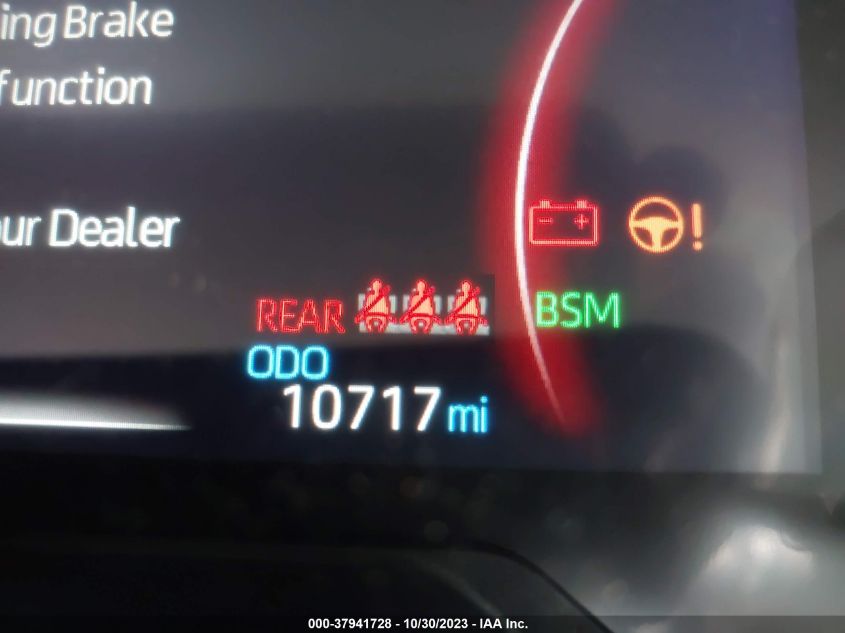 ing Brake
function
ur Dealer
REAR
BSM
ODO
10717 mi
000-37941728 - 10/30/2023 - IAA Inc.